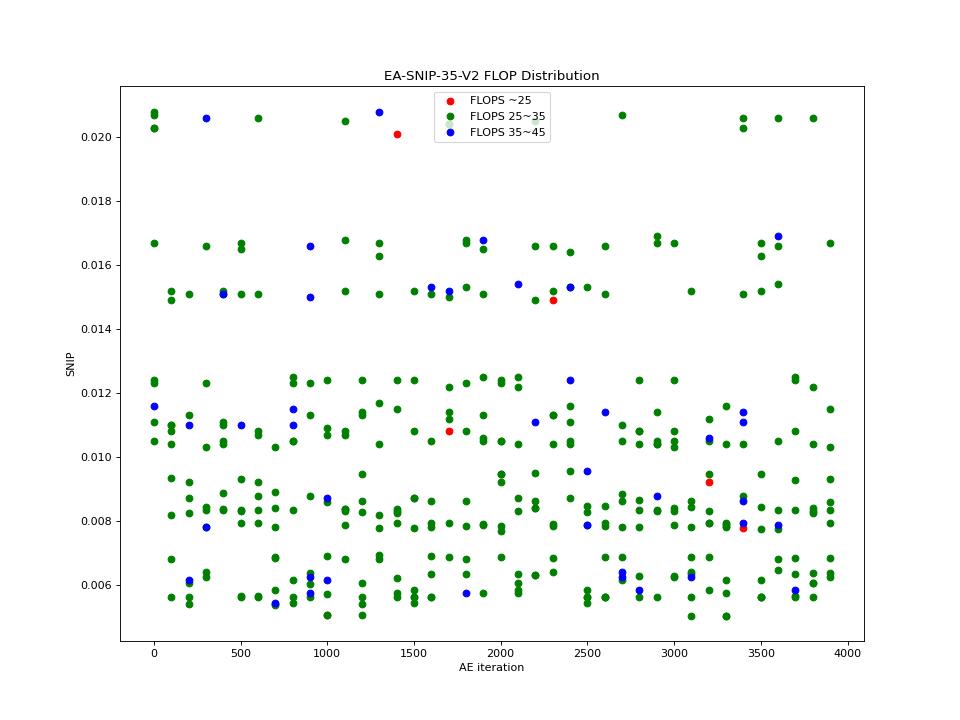 EA-SNIP-35-V2 FLOP Distribution
FLOPS ~25
FLOPS 25~35
FLOPS 35~45
0.020
0.018
0.016
0.014
0.012
0.010
0.008
0.006
SNIP
0 500 1000 1500 2000 2500 3000 3500 4000
AE iteration